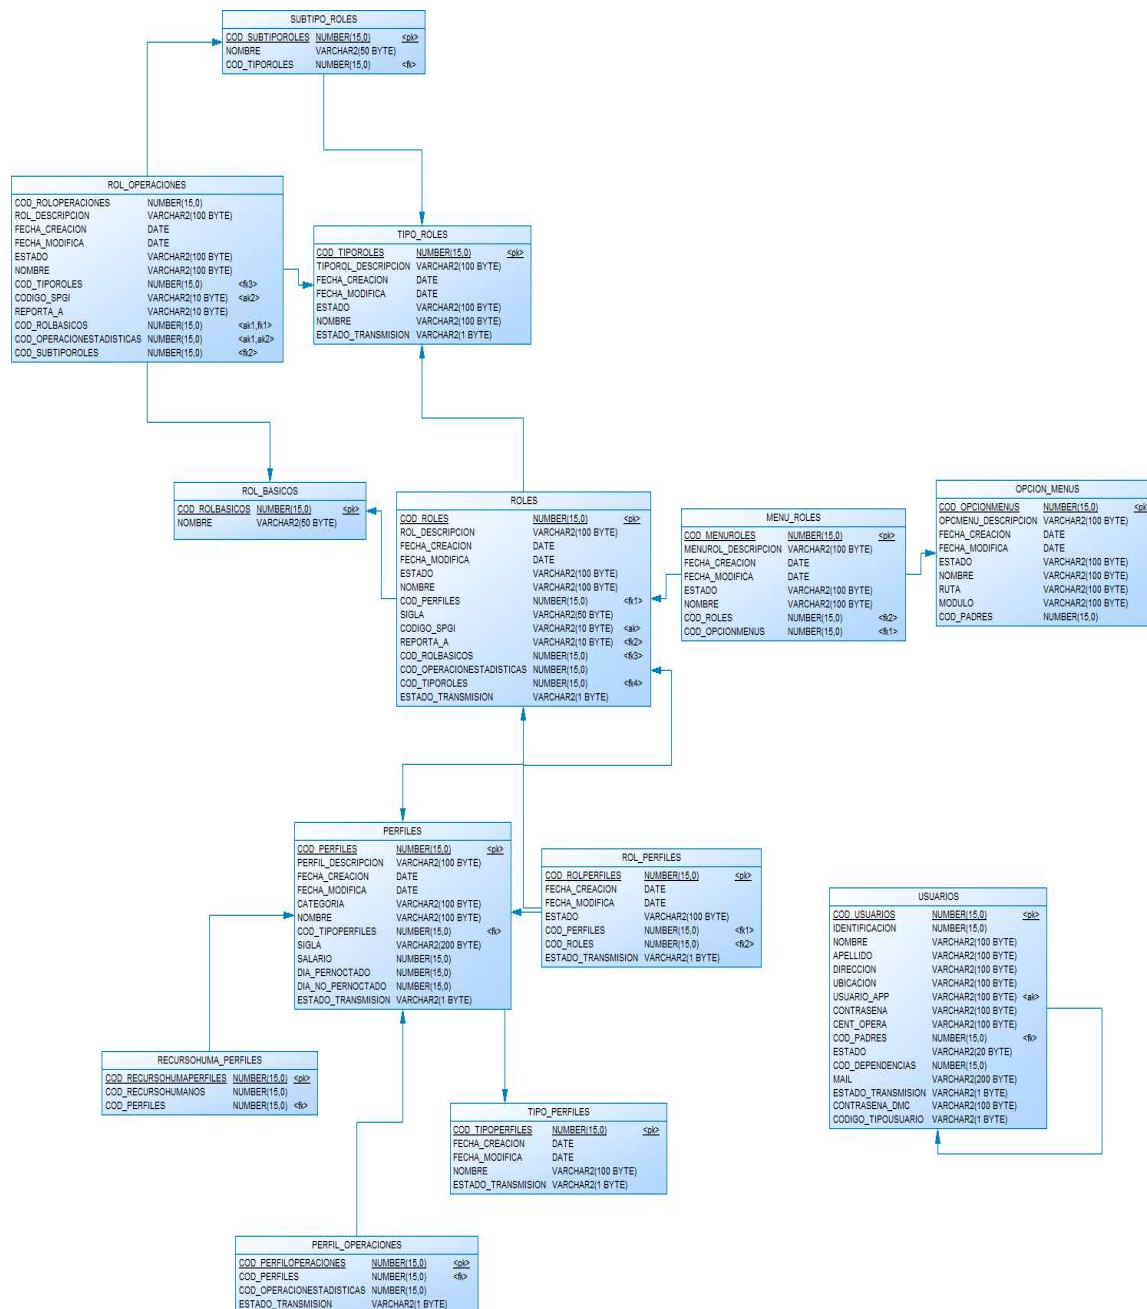 SUBTIPO_ROLES
COD_SUBTIPOROLES NUMBER(15,0) <pk>
NOMBRE VARCHAR2(50 BYTE)
COD_TIPOROLES NUMBER(15,0) <fk>
ROL_OPERACIONES
COD_ROLOPERACIONES NUMBER(15,0)
ROL_DESCRIPCION VARCHAR2(100 BYTE)
FECHA_CREACION DATE
FECHA_MODIFICA DATE
ESTADO VARCHAR2(100 BYTE)
NOMBRE VARCHAR2(100 BYTE)
COD_TIPOROLES NUMBER(15,0) <fk3>
CODIGO_SPGI VARCHAR2(10 BYTE) <ak2>
REPORTA_A VARCHAR2(10 BYTE)
COD_ROLBASICOS NUMBER(15,0) <ak1,fk1>
COD_OPERACIONESTADISTICAS NUMBER(15,0) <ak1,ak2>
COD_SUBTIPOROLES NUMBER(15,0) <fk2>
TIPO_ROLES
COD_TIPOROLES NUMBER(15,0) <pk>
TIPOROL_DESCRIPCION VARCHAR2(100 BYTE)
FECHA_CREACION DATE
FECHA_MODIFICA DATE
ESTADO VARCHAR2(100 BYTE)
NOMBRE VARCHAR2(100 BYTE)
ESTADO_TRANSMISION VARCHAR2(1 BYTE)
ROL_BASICOS
COD_ROLBASICOS NUMBER(15,0) <pk>
NOMBRE VARCHAR2(50 BYTE)
ROLES
COD_ROLES NUMBER(15,0) <pk>
ROL_DESCRIPCION VARCHAR2(100 BYTE)
FECHA_CREACION DATE
FECHA_MODIFICA DATE
ESTADO VARCHAR2(100 BYTE)
NOMBRE VARCHAR2(100 BYTE)
COD_PERFILES NUMBER(15,0) <fk1>
SIGLA VARCHAR2(50 BYTE)
CODIGO_SPGI VARCHAR2(10 BYTE) <ak>
REPORTA_A VARCHAR2(10 BYTE) <fk2>
COD_ROLBASICOS NUMBER(15,0) <fk3>
COD_OPERACIONESTADISTICAS NUMBER(15,0)
COD_TIPOROLES NUMBER(15,0) <fk4>
ESTADO_TRANSMISION VARCHAR2(1 BYTE)
MENU_ROLES
COD_MENUROLES NUMBER(15,0) <pk>
MENUROL_DESCRIPCION VARCHAR2(100 BYTE)
FECHA_CREACION DATE
FECHA_MODIFICA DATE
ESTADO VARCHAR2(100 BYTE)
NOMBRE VARCHAR2(100 BYTE)
COD_ROLES NUMBER(15,0) <fk2>
COD_OPCIONMENUS NUMBER(15,0) <fk1>
OPCION_MENUS
COD_OPCIONMENUS NUMBER(15,0) <pk
OPCMENU_DESCRIPCION VARCHAR2(100 BYTE)
FECHA_CREACION DATE
FECHA_MODIFICA DATE
ESTADO VARCHAR2(100 BYTE)
NOMBRE VARCHAR2(100 BYTE)
RUTA VARCHAR2(100 BYTE)
MODULO VARCHAR2(100 BYTE)
COD_PADRES NUMBER(15,0)
PERFILES
COD_PERFILES NUMBER(15,0) <pk>
PERFIL_DESCRIPCION VARCHAR2(100 BYTE)
FECHA_CREACION DATE
FECHA_MODIFICA DATE
CATEGORIA VARCHAR2(100 BYTE)
NOMBRE VARCHAR2(100 BYTE)
COD_TIPOPERFILES NUMBER(15,0) <fk>
SIGLA VARCHAR2(200 BYTE)
SALARIO NUMBER(15,0)
DIA_PERNOCTADO NUMBER(15,0)
DIA_NO_PERNOCTADO NUMBER(15,0)
ESTADO_TRANSMISION VARCHAR2(1 BYTE)
ROL_PERFILES
COD_ROLPERFILES NUMBER(15,0) <pk>
FECHA_CREACION DATE
FECHA_MODIFICA DATE
ESTADO VARCHAR2(100 BYTE)
COD_PERFILES NUMBER(15,0) <fk1>
COD_ROLES NUMBER(15,0) <fk2>
ESTADO_TRANSMISION VARCHAR2(1 BYTE)
USUARIOS
COD_USUARIOS NUMBER(15,0) <pk>
IDENTIFICACION NUMBER(15,0)
NOMBRE VARCHAR2(100 BYTE)
APELLIDO VARCHAR2(100 BYTE)
DIRECCION VARCHAR2(100 BYTE)
UBICACION VARCHAR2(100 BYTE)
USUARIO_APP VARCHAR2(100 BYTE) <ak>
CONTRASENA VARCHAR2(100 BYTE)
CENT_OPERA VARCHAR2(100 BYTE)
COD_PADRES NUMBER(15,0) <fk>
ESTADO VARCHAR2(20 BYTE)
COD_DEPENDENCIAS NUMBER(15,0)
MAIL VARCHAR2(200 BYTE)
ESTADO_TRANSMISION VARCHAR2(1 BYTE)
CONTRASENA_DMC VARCHAR2(100 BYTE)
CODIGO_TIPOUSUARIO VARCHAR2(1 BYTE)
RECURSOHUMA_PERFILES
COD_RECURSOHUMAPERFILES NUMBER(15,0) <pk>
COD_RECURSOHUMANOS NUMBER(15,0)
COD_PERFILES NUMBER(15,0) <fk>
TIPO_PERFILES
COD_TIPOPERFILES NUMBER(15,0) <pk>
FECHA_CREACION DATE
FECHA_MODIFICA DATE
NOMBRE VARCHAR2(100 BYTE)
ESTADO_TRANSMISION VARCHAR2(1 BYTE)
PERFIL_OPERACIONES
COD_PERFILOPERACIONES NUMBER(15,0) <pk>
COD_PERFILES NUMBER(15,0) <fk>
COD_OPERACIONESTADISTICAS NUMBER(15,0)
ESTADO_TRANSMISION VARCHAR2(1 BYTE)